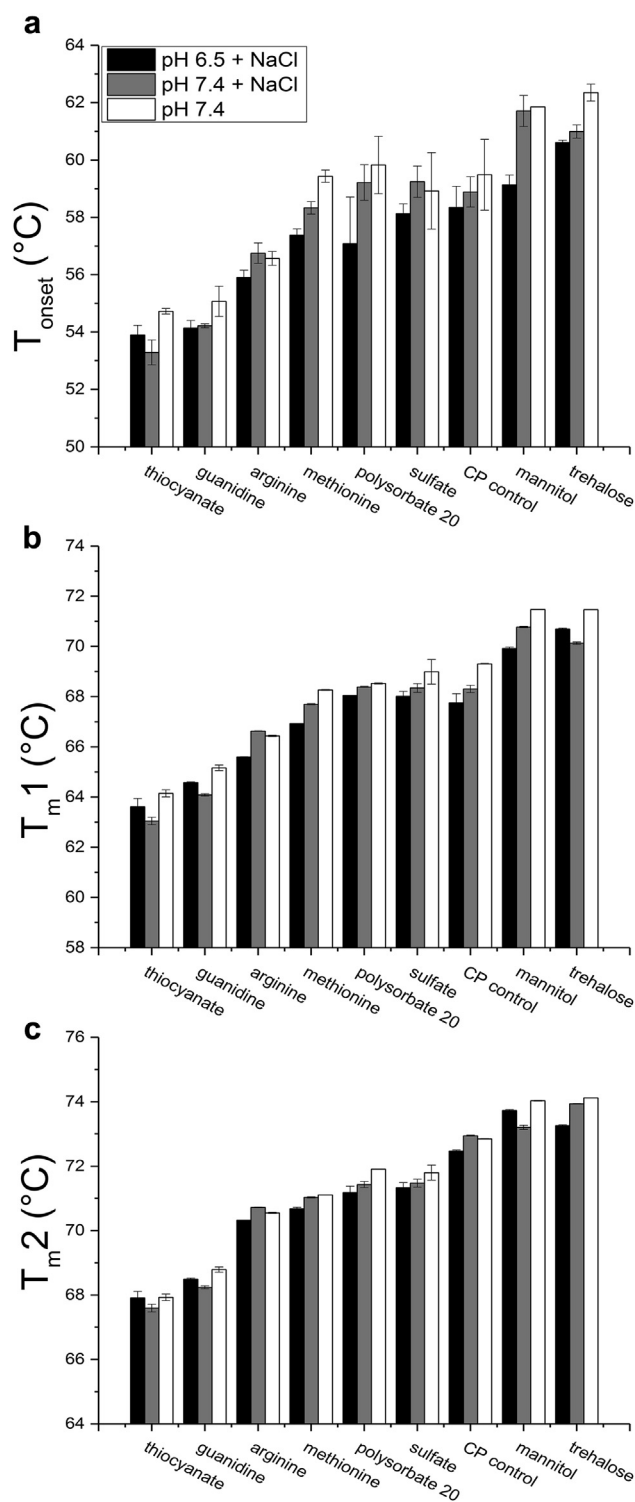 a
64
62
60
58
56
54
52
50
Tonset (°C)
pH 6.5 + NaCl
pH 7.4 + NaCl
pH 7.4
thiocyanate
guanidine
arginine
methionine
polysorbate 20
sulfate
CP control
mannitol
trehalose
b
74
72
70
68
66
64
62
60
58
Tm1 (°C)
thiocyanate
guanidine
arginine
methionine
polysorbate 20
sulfate
CP control
mannitol
trehalose
c
76
74
72
70
68
66
64
Tm2 (°C)
thiocyanate
guanidine
arginine
methionine
polysorbate 20
sulfate
CP control
mannitol
trehalose